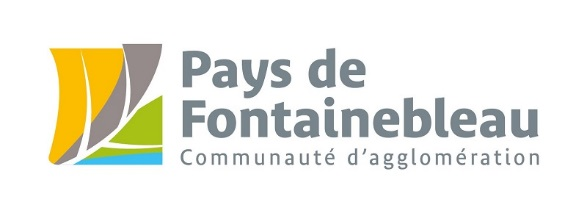 Pays de
Fontainebleau
Communauté d'agglomération